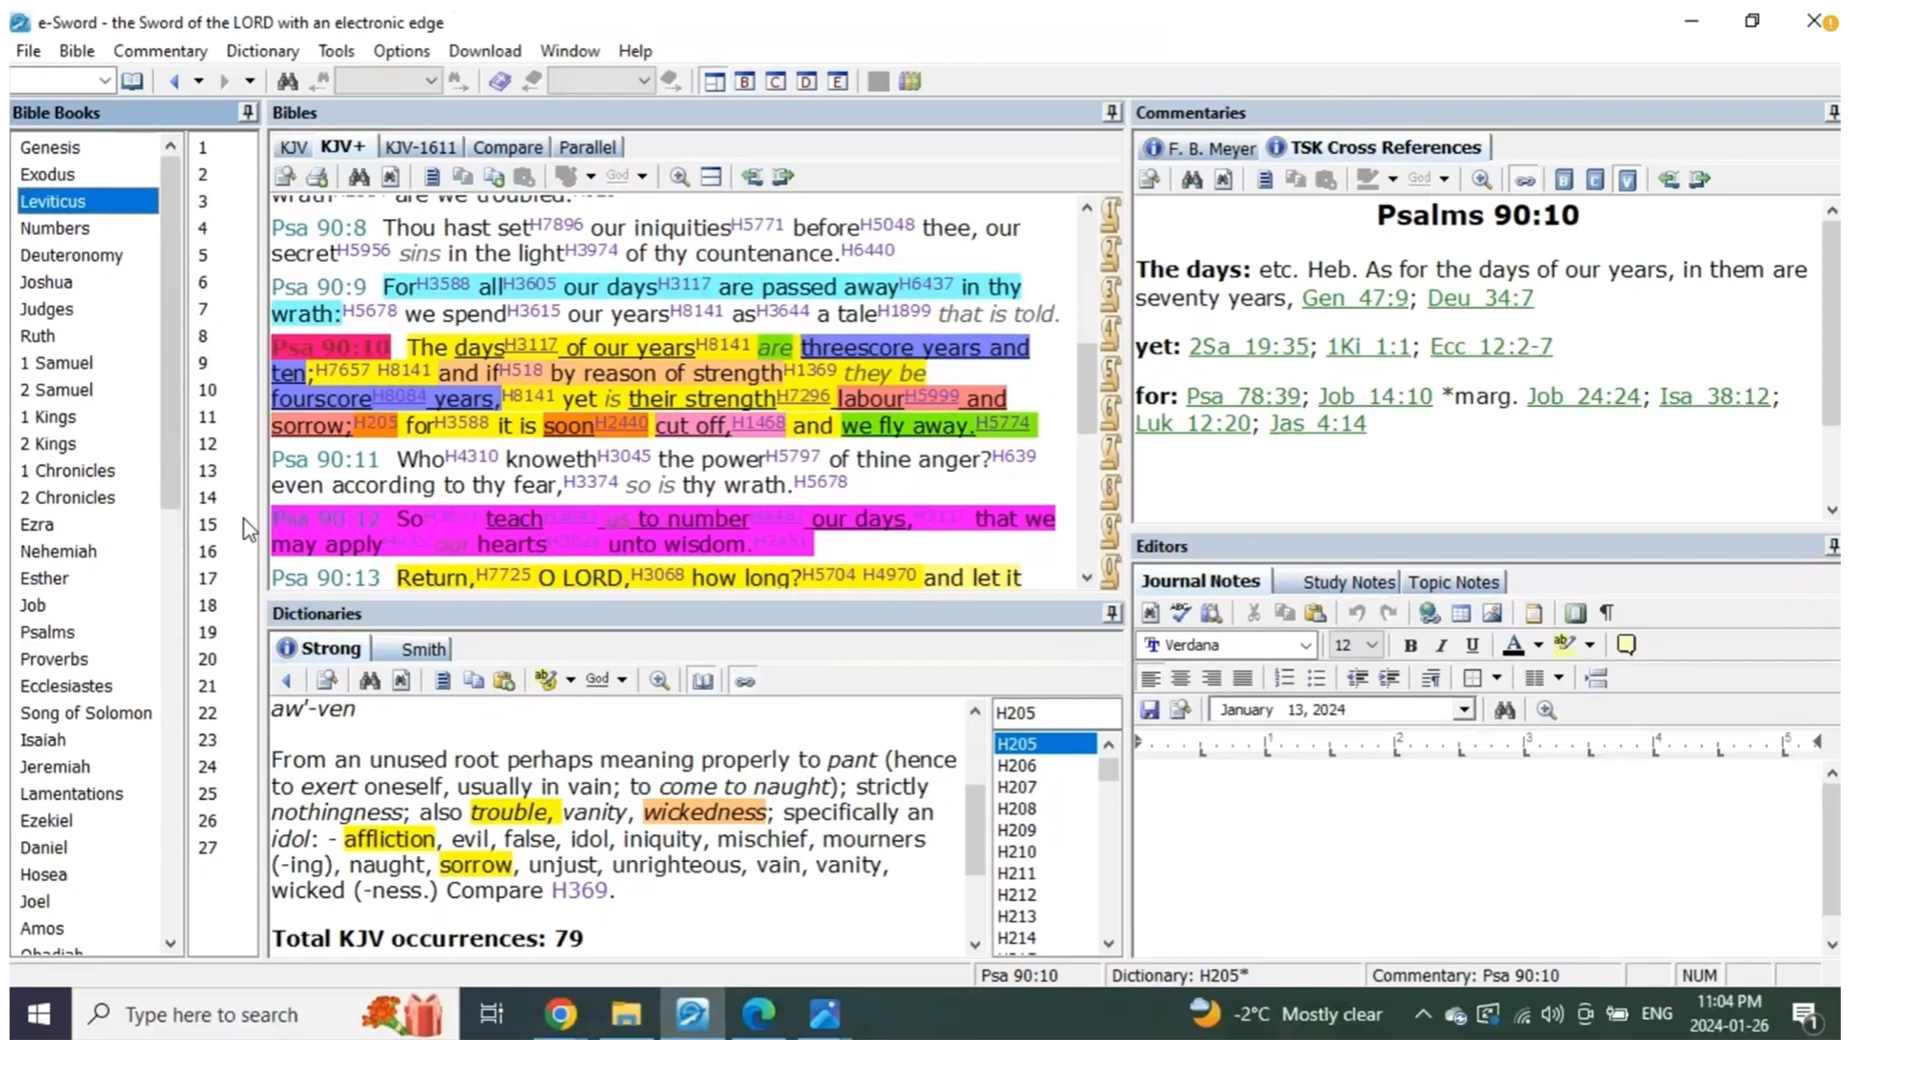 e-Sword - the Sword of the LORD with an electronic edge
File Bible Commentary Dictionary Tools Options Download Window Help
B C D E
Bible Books
Genesis
Exodus
Leviticus
Numbers
Deuteronomy
Joshua
Judges
Ruth
1 Samuel
2 Samuel
1 Kings
2 Kings
1 Chronicles
2 Chronicles
Ezra
Nehemiah
Esther
Job
Psalms
Proverbs
Ecclesiastes
Song of Solomon
Isaiah
Jeremiah
Lamentations
Ezekiel
Daniel
Hosea
Joel
Amos
Obadiah
1
2
3
4
5
6
7
8
9
10
11
12
13
14
15
16
17
18
19
20
21
22
23
24
25
26
27
Bibles
KJV KJV+ KJV-1611 Compare Parallel
God
are we troubled.
Psa 90:8 Thou hast setH7896 our iniquitiesH5771 beforeH5048 thee, our
secretH5956 sins in the lightH3974 of thy countenance.H6440
Psa 90:9 ForH3588 allH3605 our daysH3117 are passed awayH6437 in thy
wrath:H5678 we spendH3615 our yearsH8141 asH3644 a taleH1899 that is told.
Psa 90:10 The daysH3117 of our yearsH8141 are threescore years and
ten;H7657 H8141 and ifH518 by reason of strengthH1369 they be
fourscoreH8084 years,H8141 yet is their strengthH7296 labourH5999 and
sorrow;H205 forH3588 it is soonH2440 cut off,H1468 and we fly away.H5774
Psa 90:11 WhoH4310 knowethH3045 the powerH5797 of thine anger?H639
even according to thy fear,H3374 so is thy wrath.H5678
Psa 90:12 So teach us to number our days, that we
may apply our hearts unto wisdom.
Psa 90:13 Return,H7725 O LORD,H3068 how long?H5704 H4970 and let it
Dictionaries
Strong Smith
God
aw'-ven
From an unused root perhaps meaning properly to pant (hence
to exert oneself, usually in vain; to come to naught); strictly
nothingness; also trouble, vanity, wickedness; specifically an
idol: - affliction, evil, false, idol, iniquity, mischief, mourners
(-ing), naught, sorrow, unjust, unrighteous, vain, vanity,
wicked (-ness.) Compare H369.
Total KJV occurrences: 79
H205
H205
H206
H207
H208
H209
H210
H211
H212
H213
H214
Commentaries
F. B. Meyer TSK Cross References
God B C V
Psalms 90:10
The days: etc. Heb. As for the days of our years, in them are
seventy years, Gen 47:9; Deu 34:7
yet: 2Sa 19:35; 1Ki 1:1; Ecc 12:2-7
for: Psa 78:39; Job 14:10 *marg. Job 24:24; Isa 38:12;
Luk 12:20; Jas 4:14
Editors
Journal Notes Study Notes Topic Notes
Verdana 12 B I U A ab
January 13, 2024
1 2 3 4 5
Psa 90:10 Dictionary: H205* Commentary: Psa 90:10 NUM
Type here to search
-2°C Mostly clear
ENG
11:04 PM
2024-01-26
1